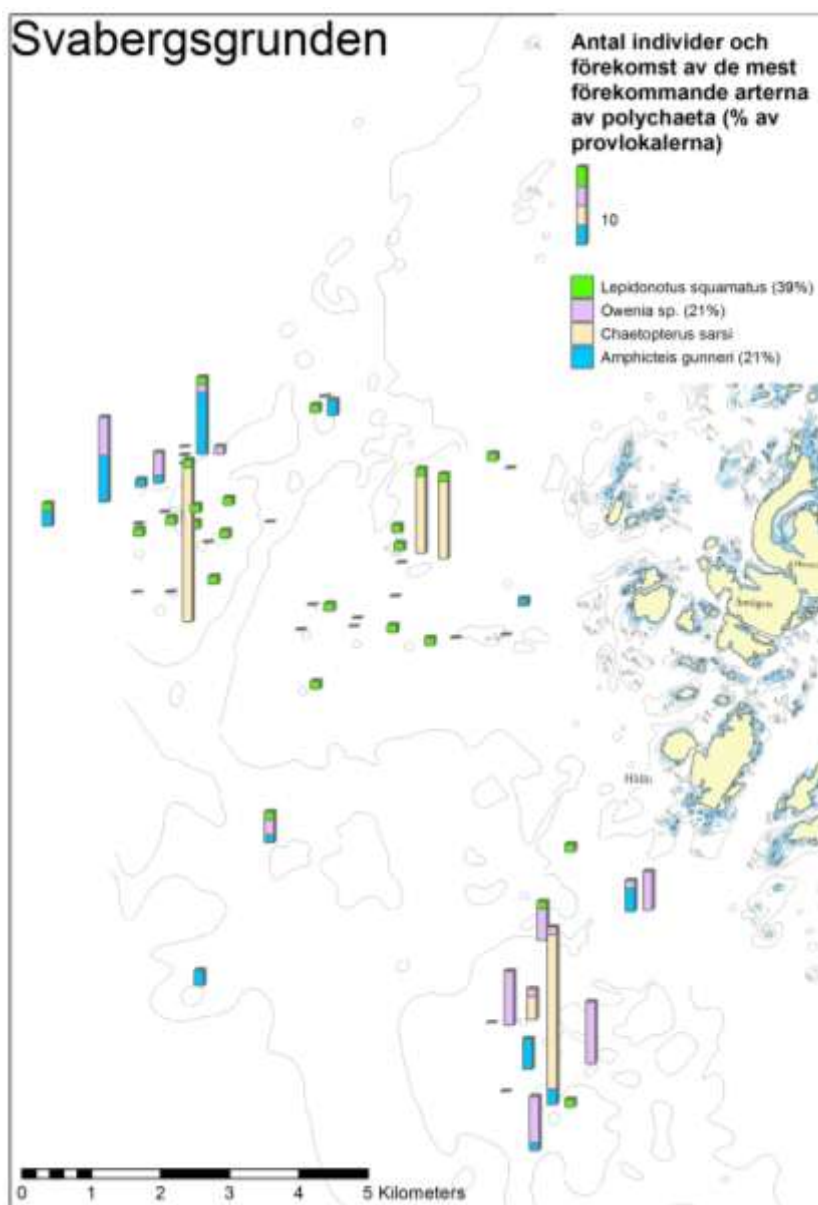 Svabergsgrunden
Antal individer och
förekomst av de mest
förekommande arterna
av polychaeta (% av
provlokalerna)
10
Lepidonotus squamatus (39%)
Owenia sp. (21%)
Chaetopterus sarsi
Amphicteis gunneri (21%)
0 1 2 3 4 5 Kilometers